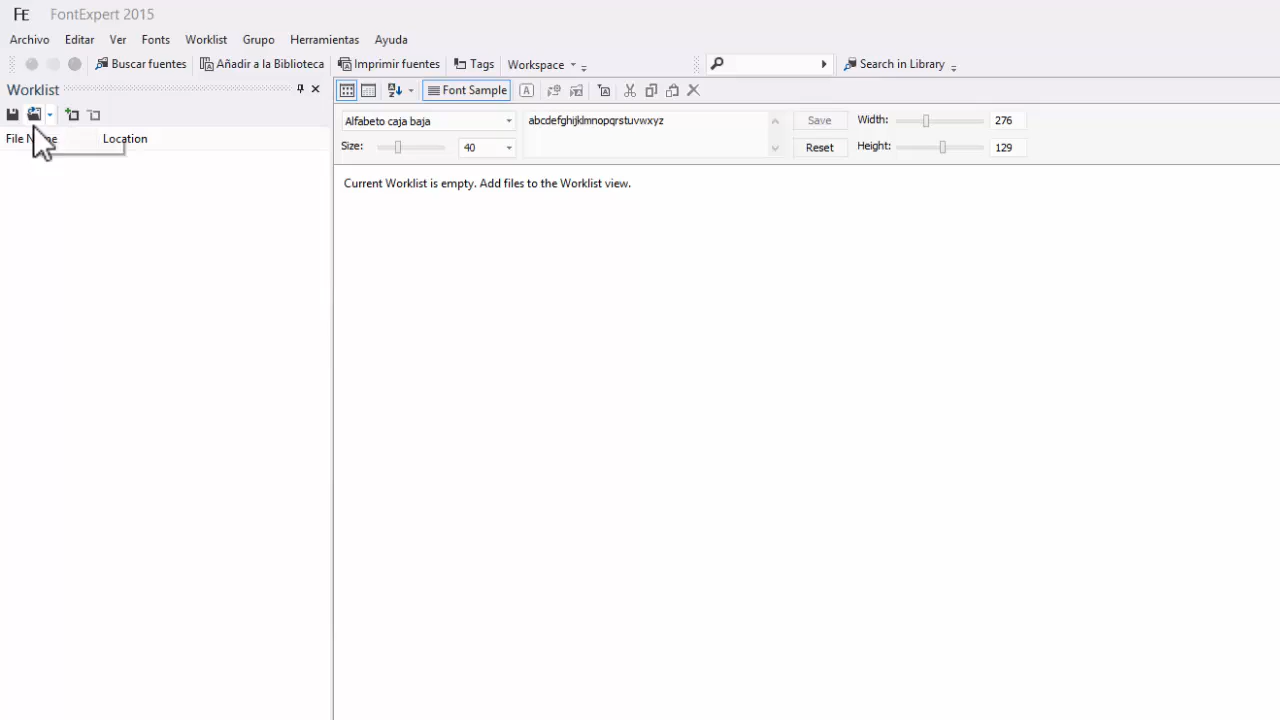 FE FontExpert 2015
Archivo Editar Ver Fonts Worklist Grupo Herramientas Ayuda
Buscar fuentes Añadir a la Biblioteca Imprimir fuentes Tags Workspace Search in Library
Worklist
Font Sample
File Location
Alfabeto caja baja abcdefghijklmnopqrstuvwxyz Save Width: 276
Size: 40 Reset Height: 129
Current Worklist is empty. Add files to the Worklist view.